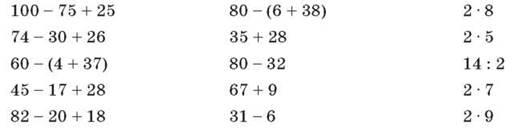 100 – 75 + 25 80 – (6 + 38) 2 · 8
74 – 30 + 26 35 + 28 2 · 5
60 – (4 + 37) 80 – 32 14 : 2
45 – 17 + 28 67 + 9 2 · 7
82 – 20 + 18 31 – 6 2 · 9